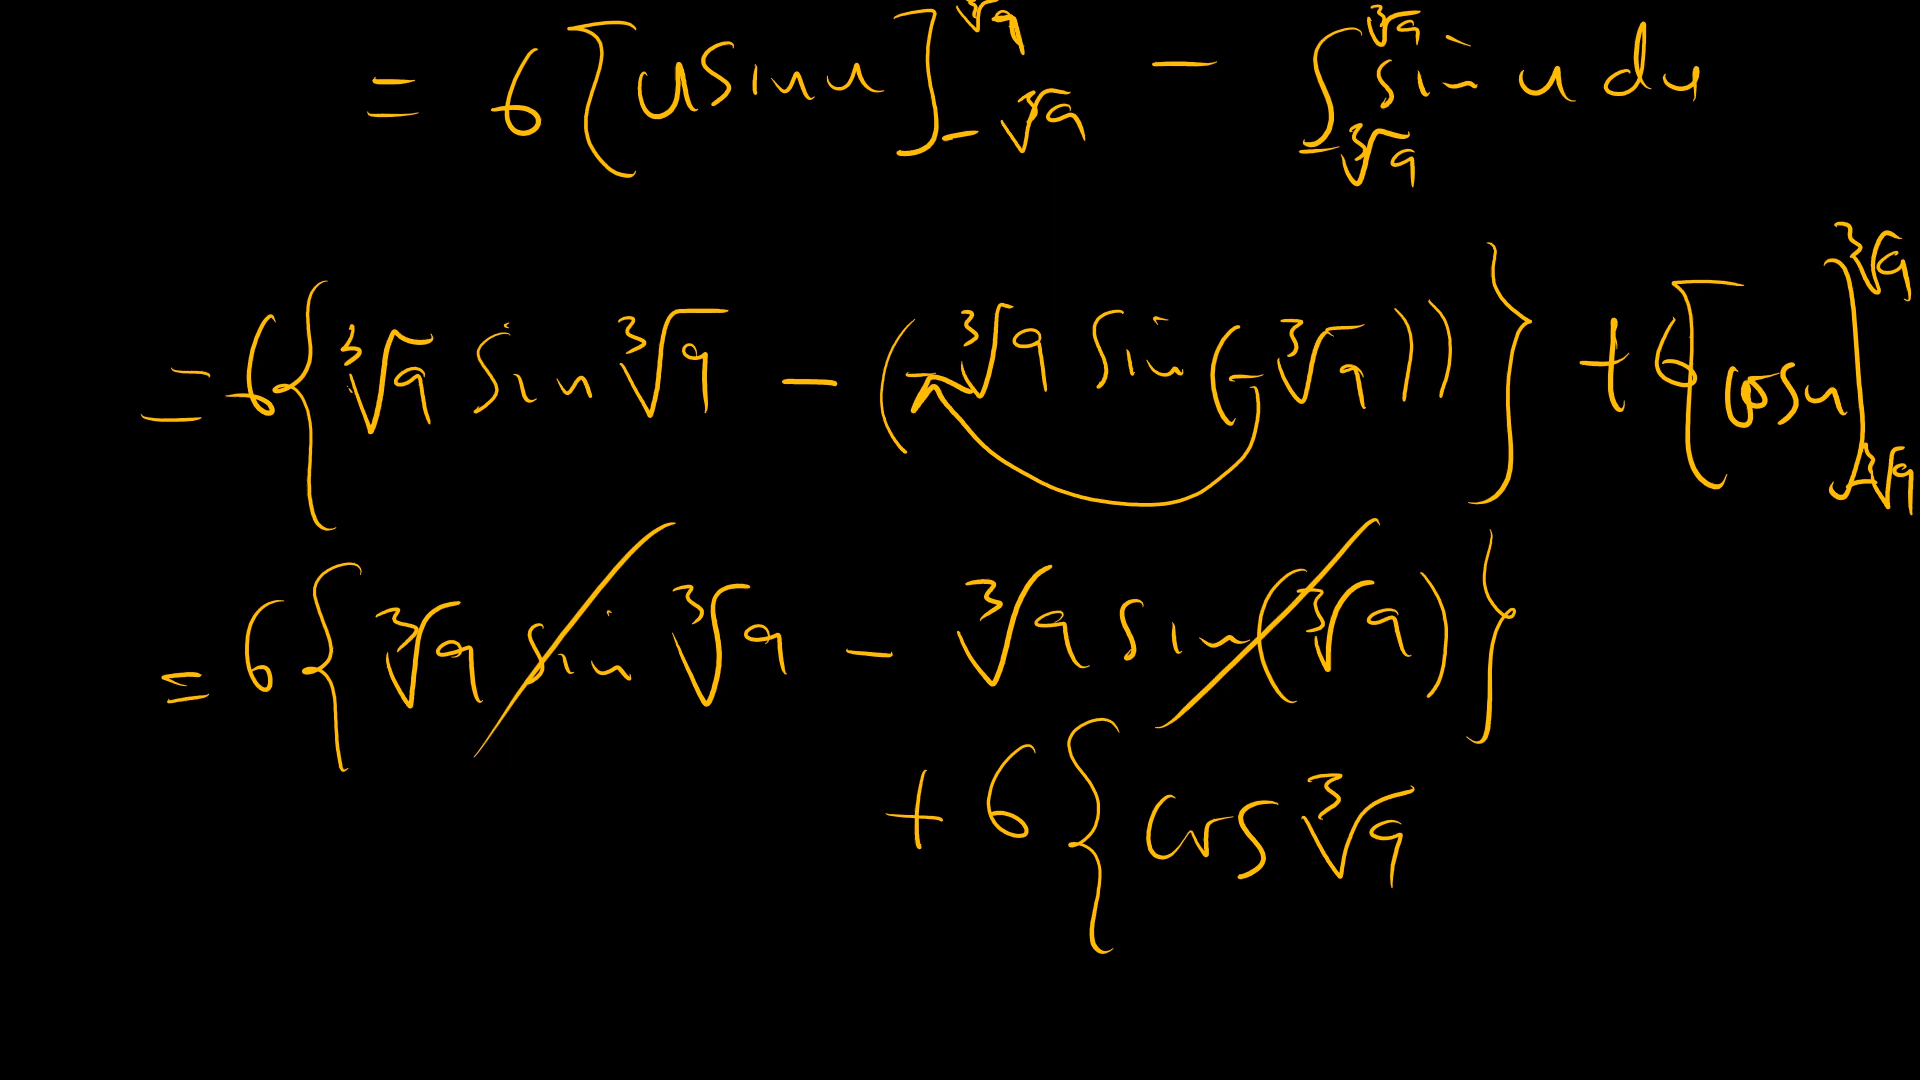 = 6 [u sin u]_{-∛9}^{∛9} − ∫_{-∛9}^{∛9} sin u du
= 6 { ∛9 sin ∛9 − (-∛9 sin(-∛9)) } + 6 [cos u]_{-∛9}^{∛9}
= 6 { ∛9 sin ∛9 − ∛9 sin(∛9) }
+ 6 { cos ∛9